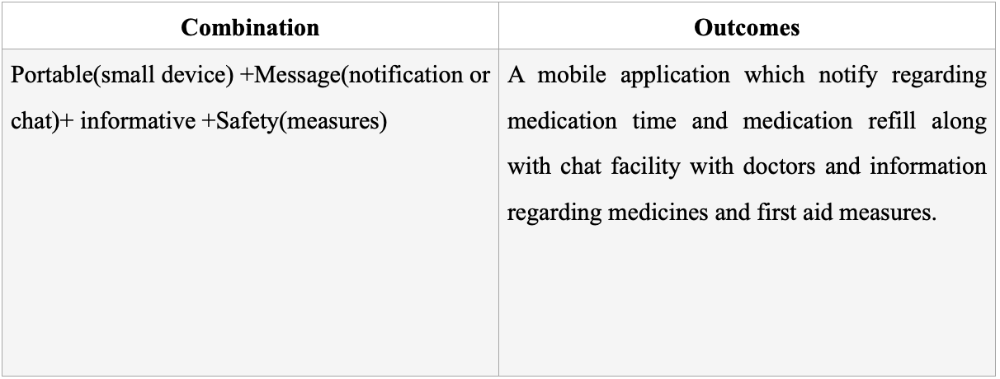 Combination
Outcomes
Portable(small device) +Message(notification or
chat)+ informative +Safety(measures)
A mobile application which notify regarding
medication time and medication refill along
with chat facility with doctors and information
regarding medicines and first aid measures.